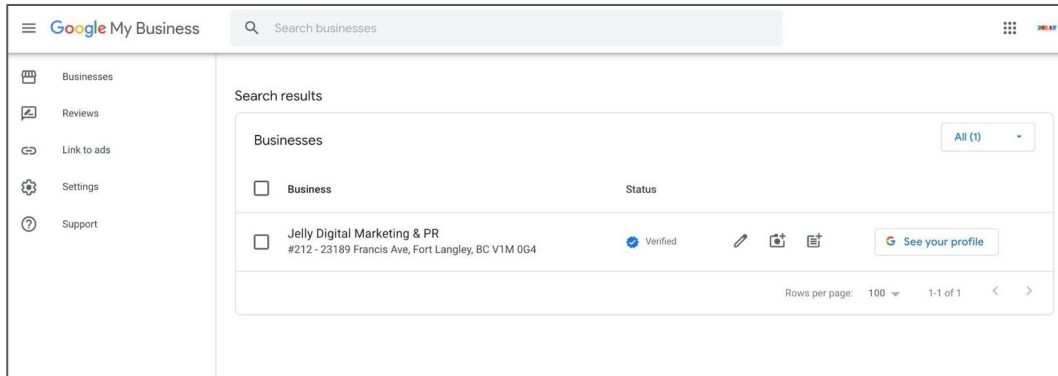 Google My Business
Search businesses
Businesses
Reviews
Link to ads
Settings
Support
Search results
Businesses
All (1)
Business Status
Jelly Digital Marketing & PR
#212 - 23189 Francis Ave, Fort Langley, BC V1M 0G4
Verified
G See your profile
Rows per page: 100 1-1 of 1
JELLY